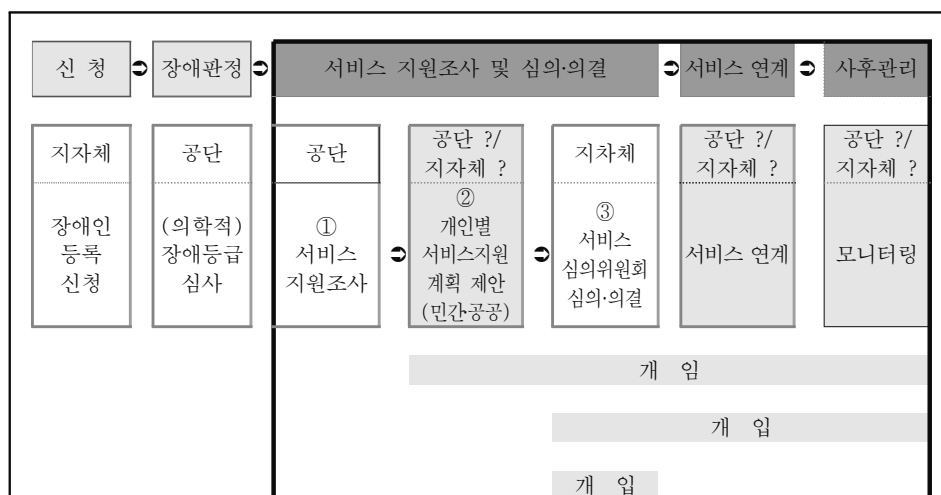 신 청 ➲ 장애판정 ➲ 서비스 지원조사 및 심의·의결 ➲ 서비스 연계 ➲ 사후관리
지자체
장애인
등록
신청
공단
(의학적)
장애등급
심사
공단
①
서비스
지원조사
➲
공단 ?/
지자체 ?
②
개인별
서비스지원
계획 제안
(민간·공공)
➲
지차체
③
서비스
심의위원회
심의·의결
공단 ?/
지자체 ?
서비스 연계
공단 ?/
지자체 ?
모니터링
개 임
개 입
개 입